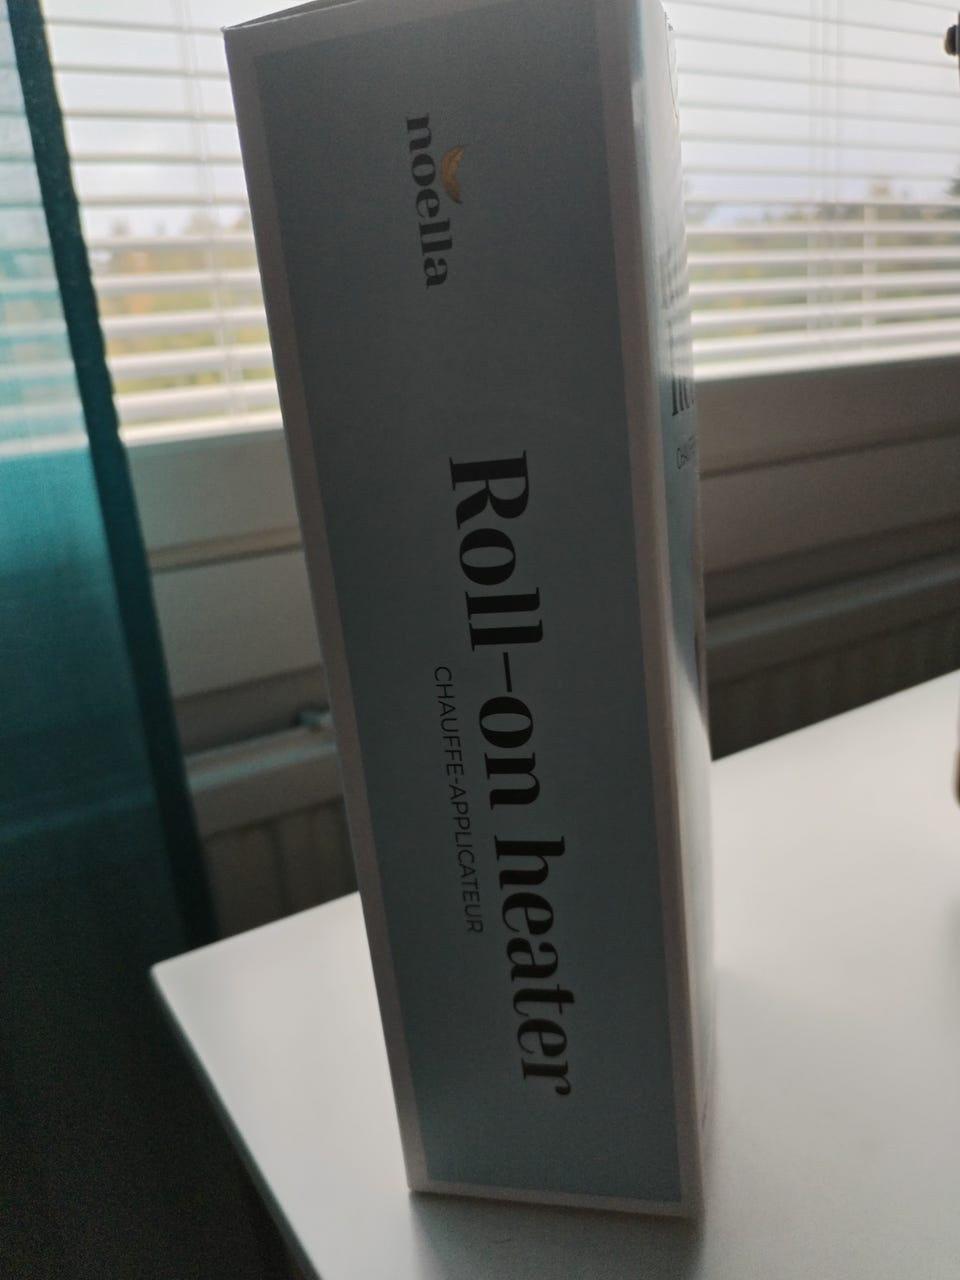 noella
Roll-on heater
CHAUFFE-APPLICATEUR